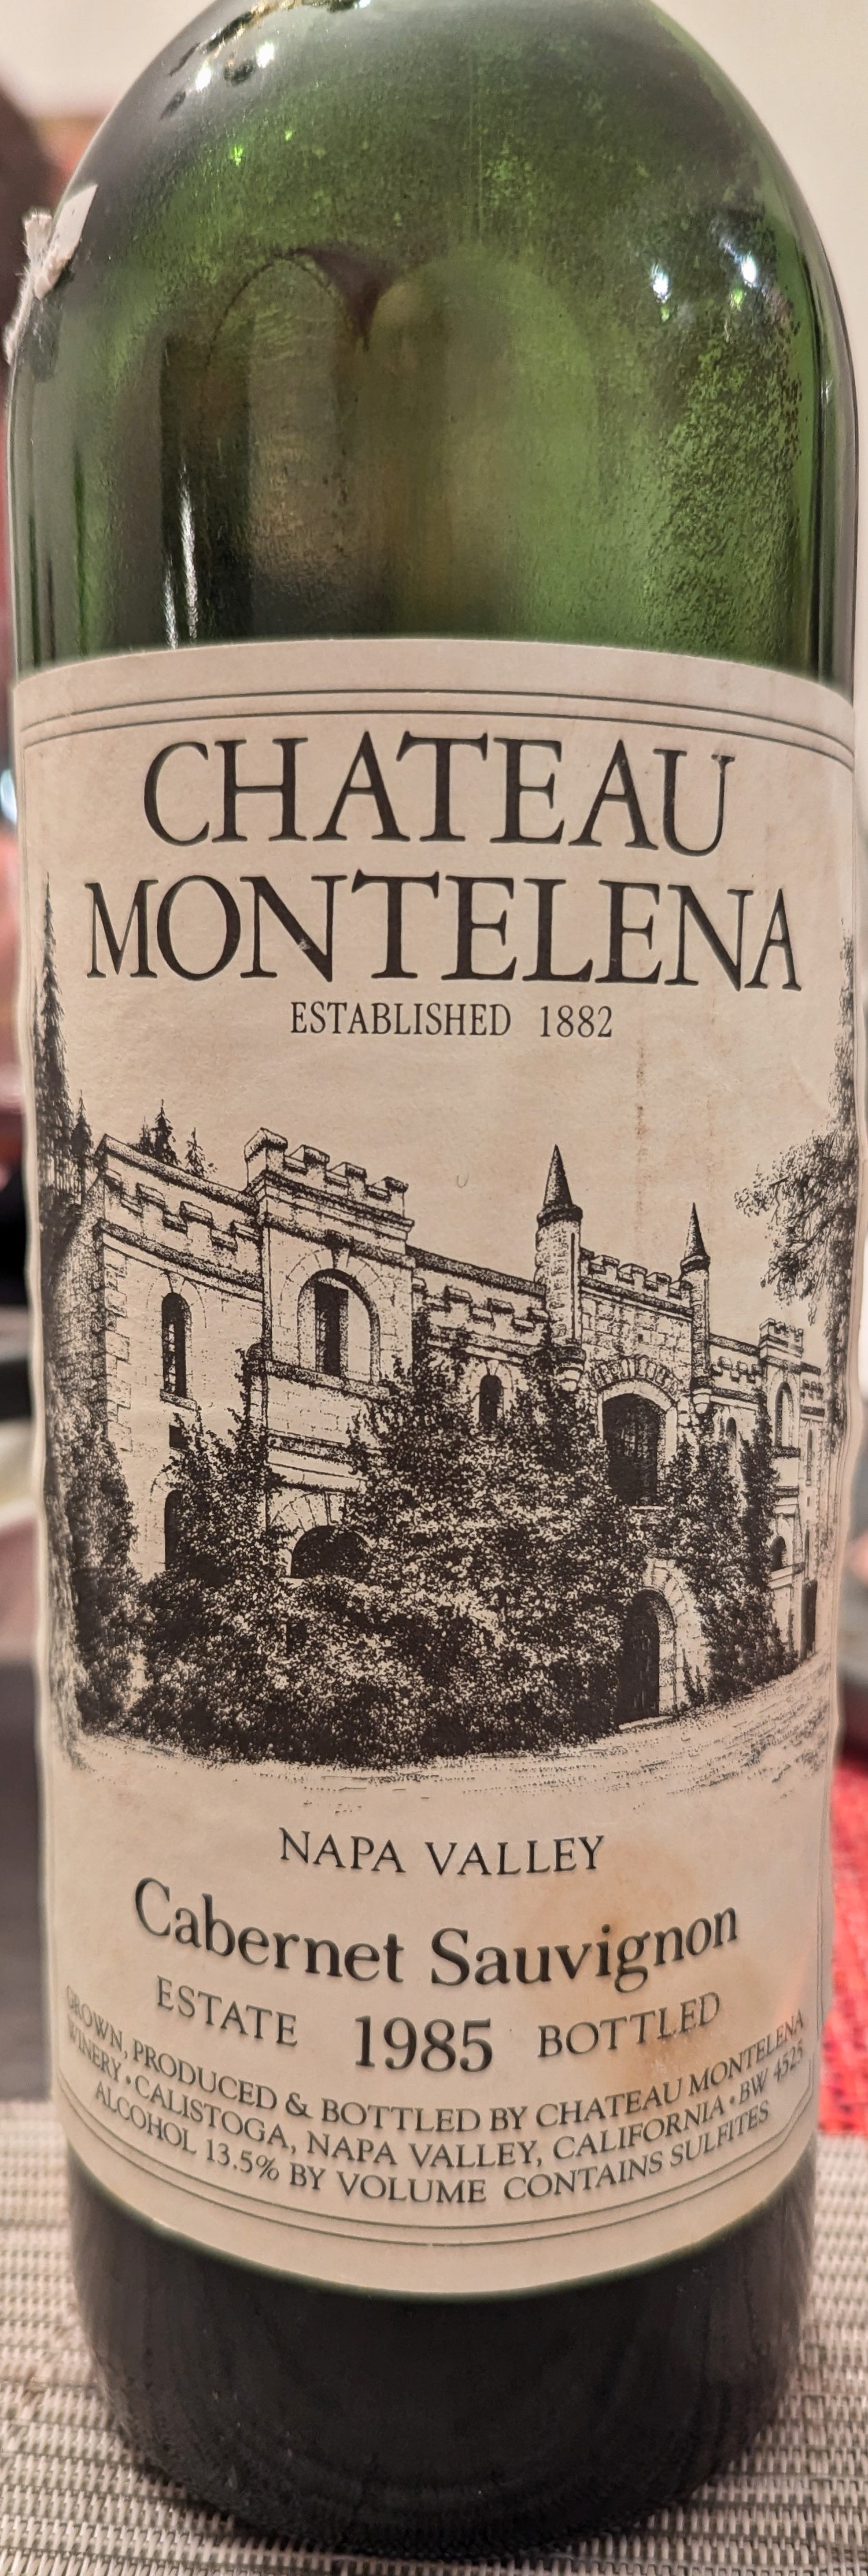 CHATEAU
MONTELENA
ESTABLISHED 1882
NAPA VALLEY
Cabernet Sauvignon
ESTATE 1985 BOTTLED
GROWN, PRODUCED & BOTTLED BY CHATEAU MONTELENA
WINERY • CALISTOGA, NAPA VALLEY, CALIFORNIA • BW 4525
ALCOHOL 13.5% BY VOLUME CONTAINS SULFITES